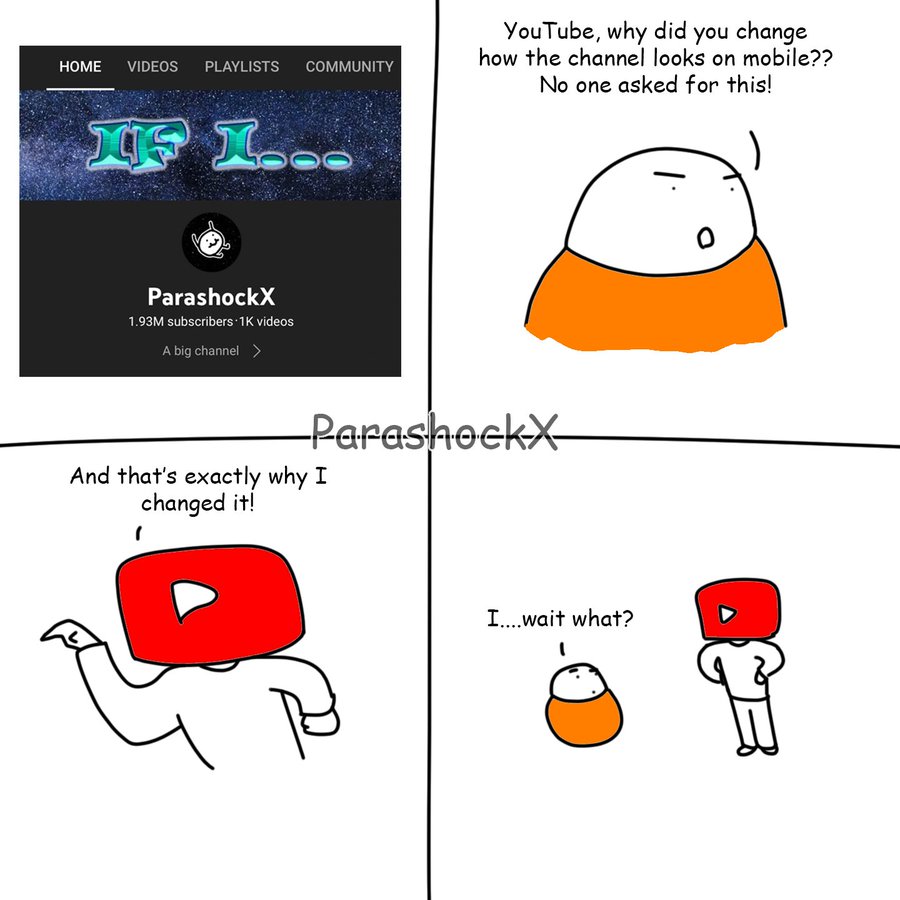 HOME VIDEOS PLAYLISTS COMMUNITY
IF I...
ParashockX
1.93M subscribers·1K videos
A big channel >
YouTube, why did you change
how the channel looks on mobile??
No one asked for this!
ParashockX
And that's exactly why I
changed it!
I....wait what?